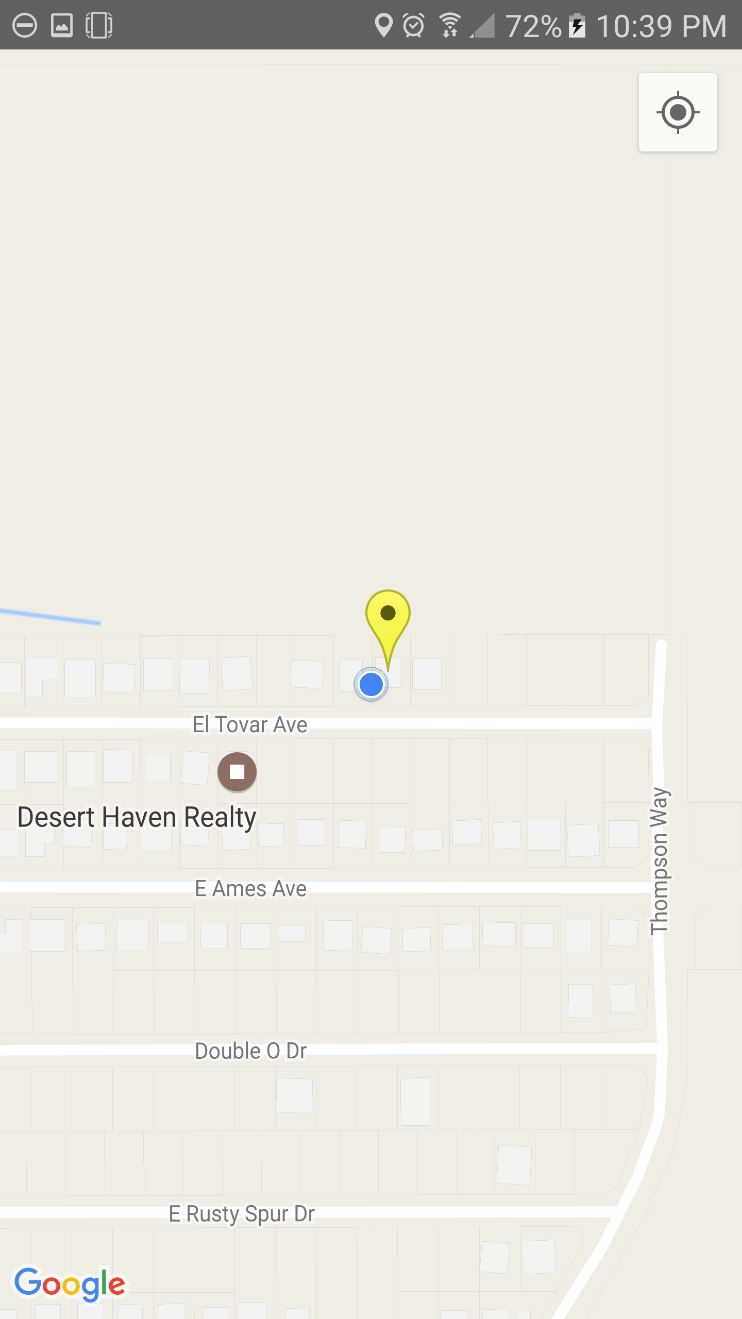 72% 10:39 PM
El Tovar Ave
Desert Haven Realty
Thompson Way
E Ames Ave
Double O Dr
E Rusty Spur Dr
Google